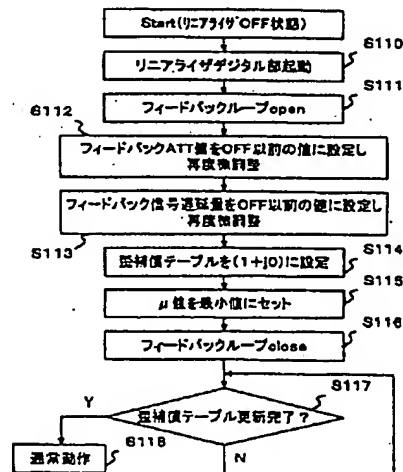 Start(リニアライザOFF状態)
S110
リニアライザデジタル部起動
S111
フィードバックループopen
S112
フィードバックATT値をOFF以前の値に設定し
再度微調整
フィードバック信号遅延量をOFF以前の値に設定し
再度微調整
S113
S114
歪補償テーブルを(1+j0)に設定
S115
μ値を最小値にセット
S116
フィードバックループclose
S117
Y
歪補償テーブル更新完了?
S118
通常動作
N